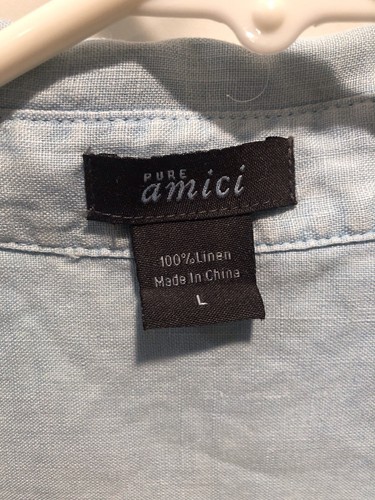 PURE
amici
100% Linen
Made In China
L